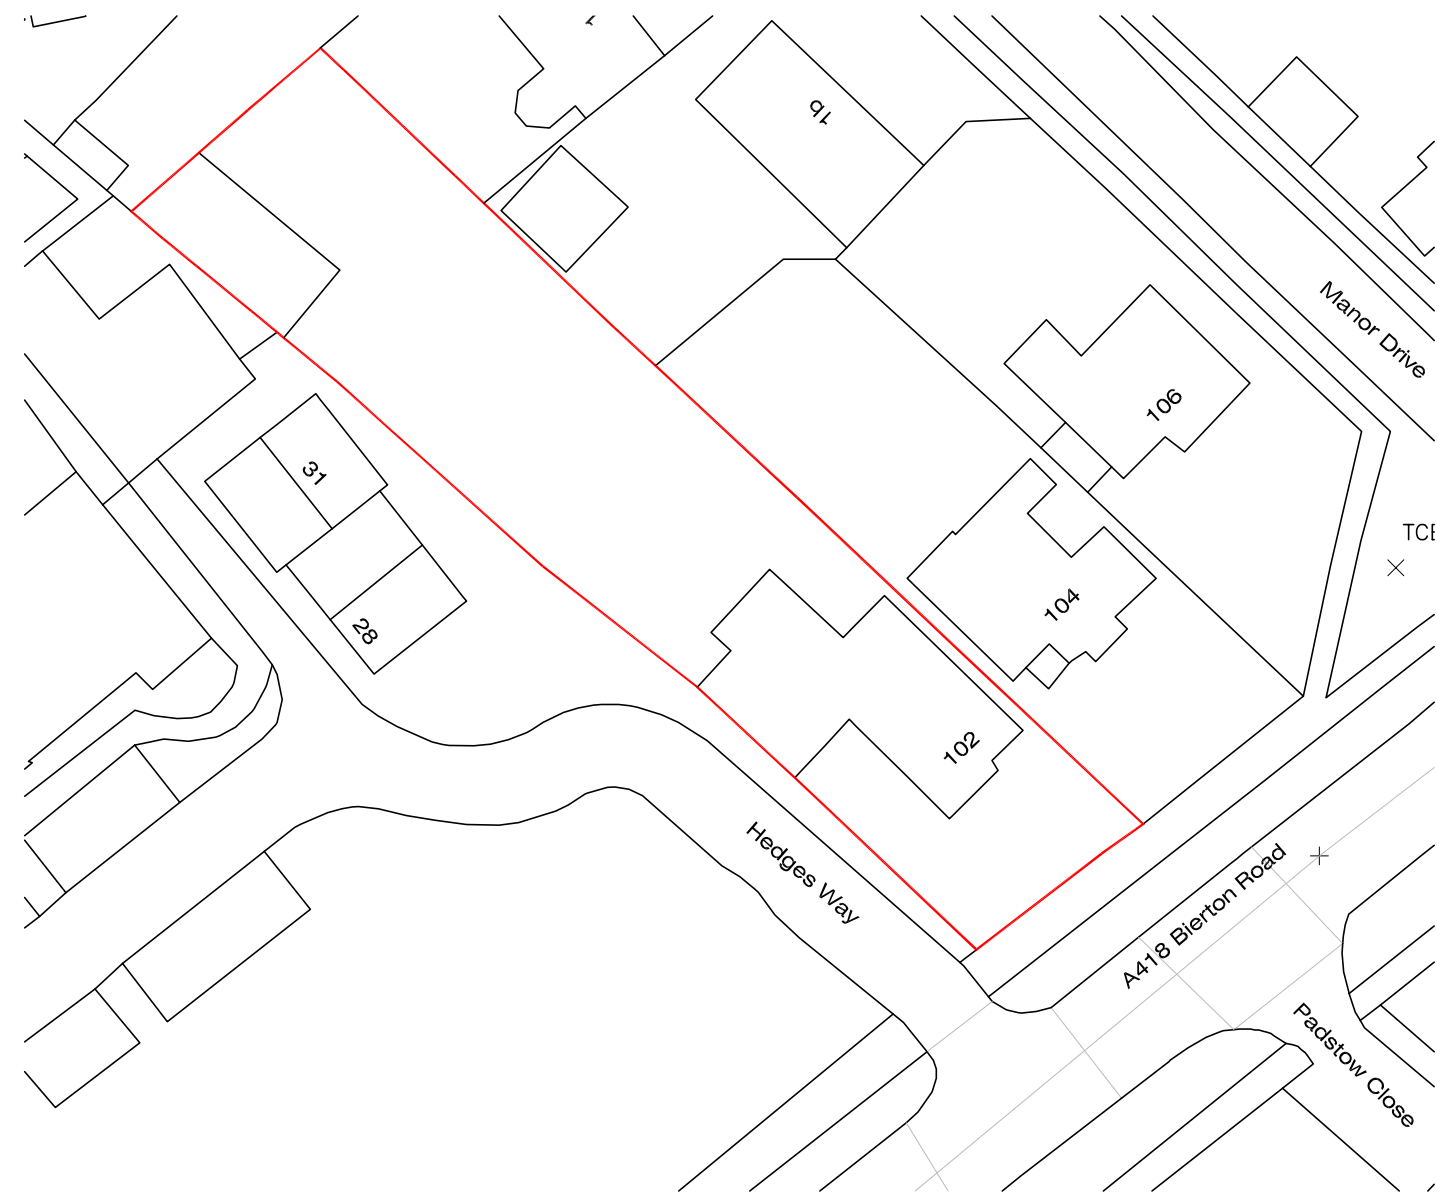 1b
Manor Drive
106
31
TCB
104
28
102
Hedges Way
A418 Bierton Road
Padstow Close